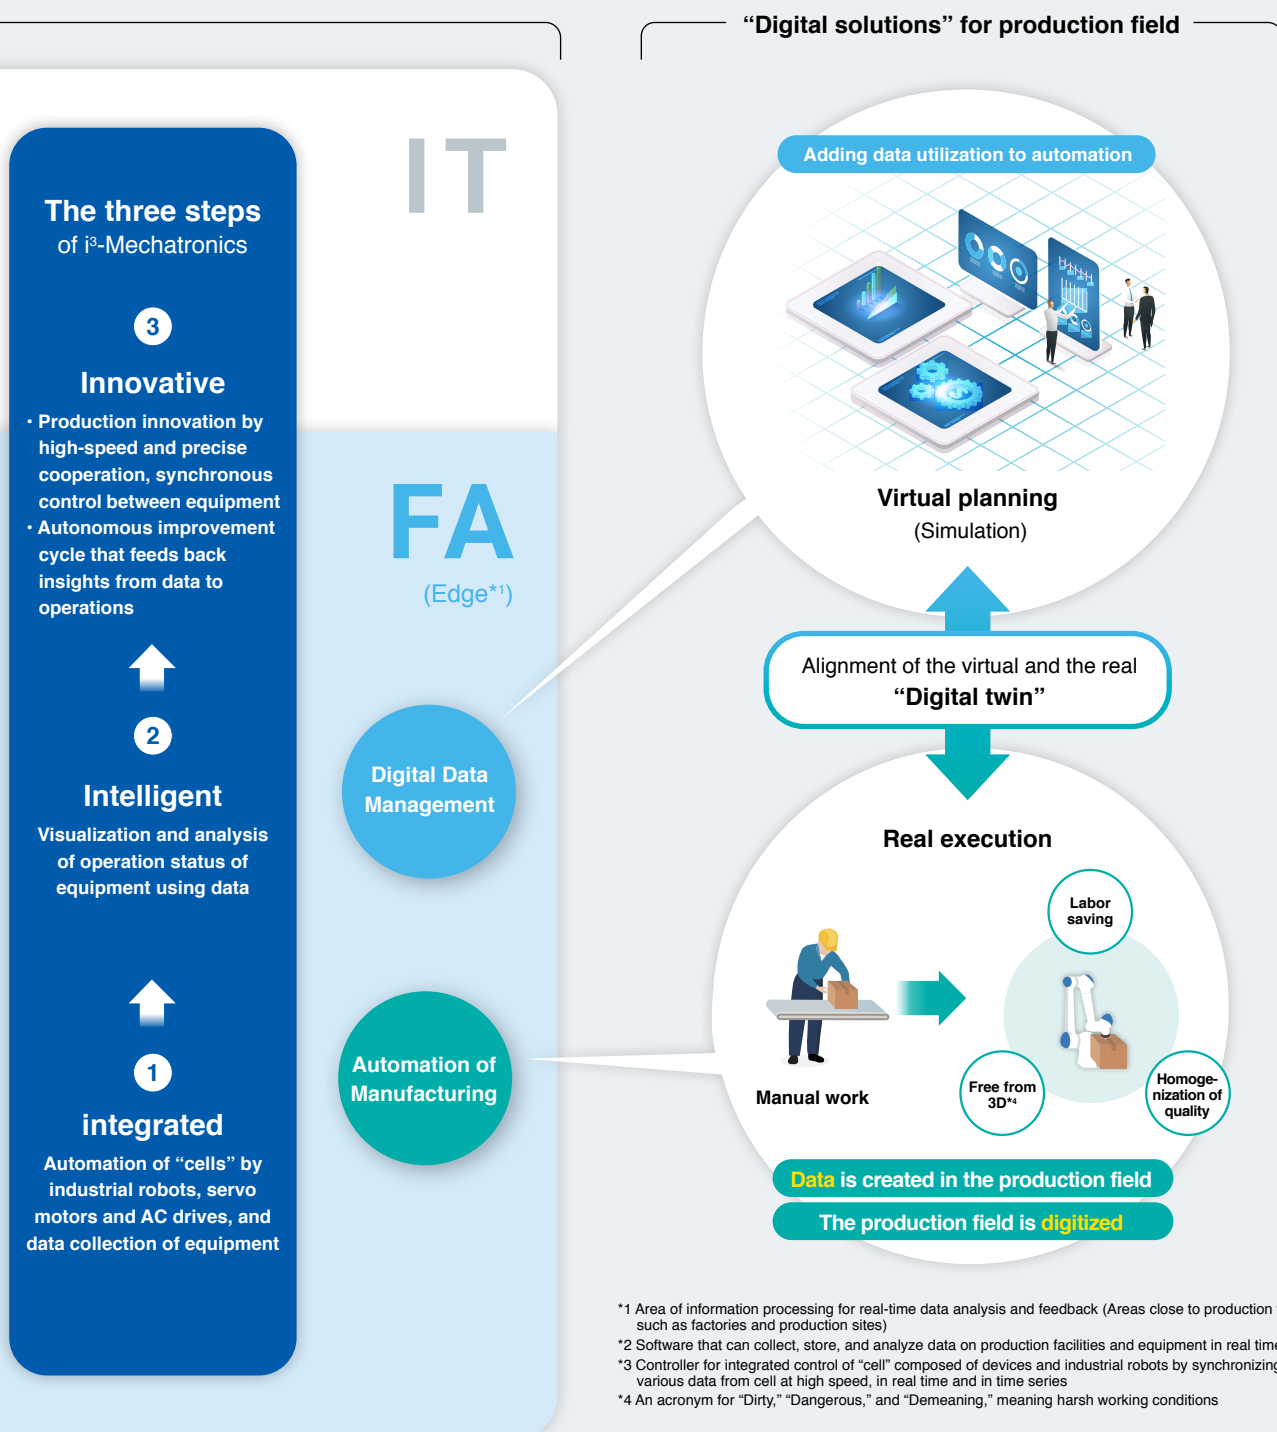 “Digital solutions” for production field
IT
The three steps
of i³-Mechatronics
3
Innovative
・Production innovation by
high-speed and precise
cooperation, synchronous
control between equipment
・Autonomous improvement
cycle that feeds back
insights from data to
operations
2
Intelligent
Visualization and analysis
of operation status of
equipment using data
1
integrated
Automation of “cells” by
industrial robots, servo
motors and AC drives, and
data collection of equipment
FA
(Edge*1)
Digital Data
Management
Automation of
Manufacturing
Adding data utilization to automation
Virtual planning
(Simulation)
Alignment of the virtual and the real
“Digital twin”
Real execution
Manual work
Labor
saving
Free from
3D*4
Homoge-
nization of
quality
Data is created in the production field
The production field is digitized
*1 Area of information processing for real-time data analysis and feedback (Areas close to production
such as factories and production sites)
*2 Software that can collect, store, and analyze data on production facilities and equipment in real time
*3 Controller for integrated control of “cell” composed of devices and industrial robots by synchronizing
various data from cell at high speed, in real time and in time series
*4 An acronym for “Dirty,” “Dangerous,” and “Demeaning,” meaning harsh working conditions